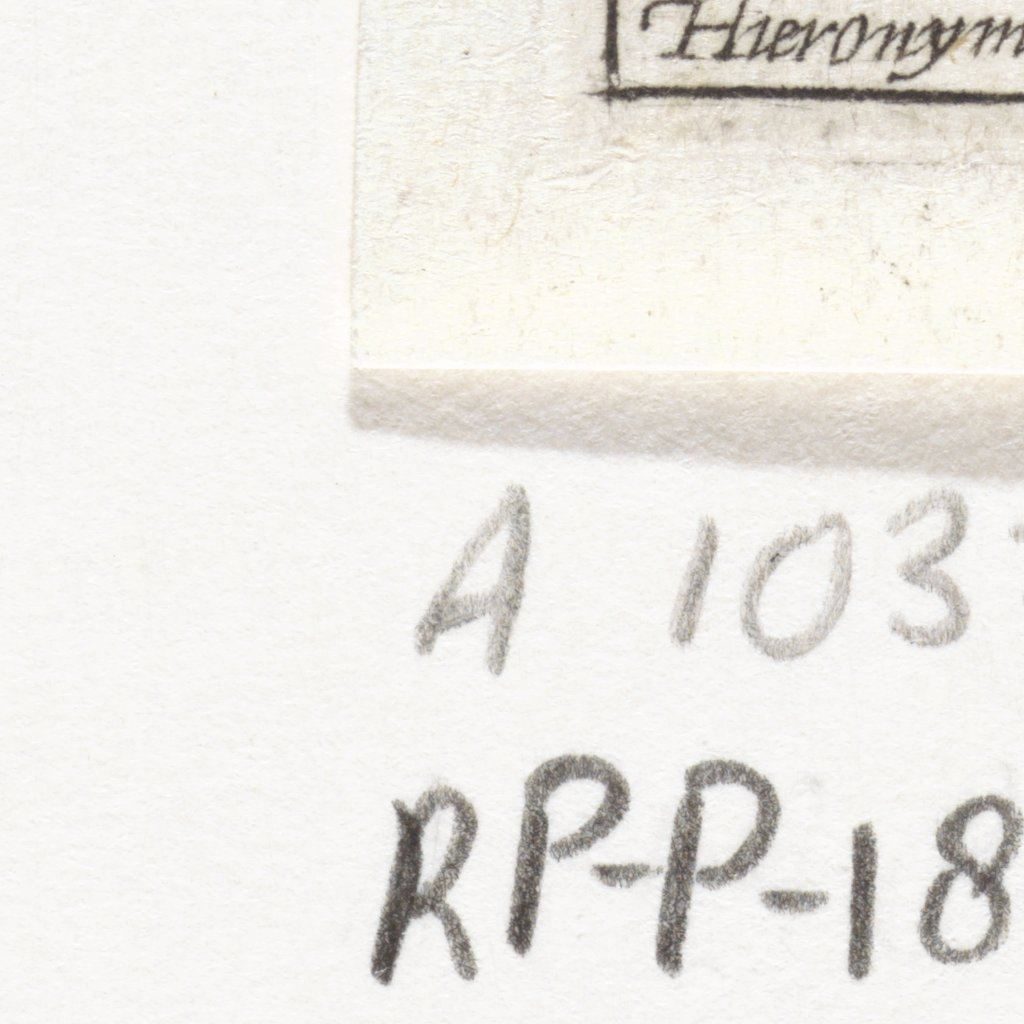 Hieronym
A 103
RP-P-18